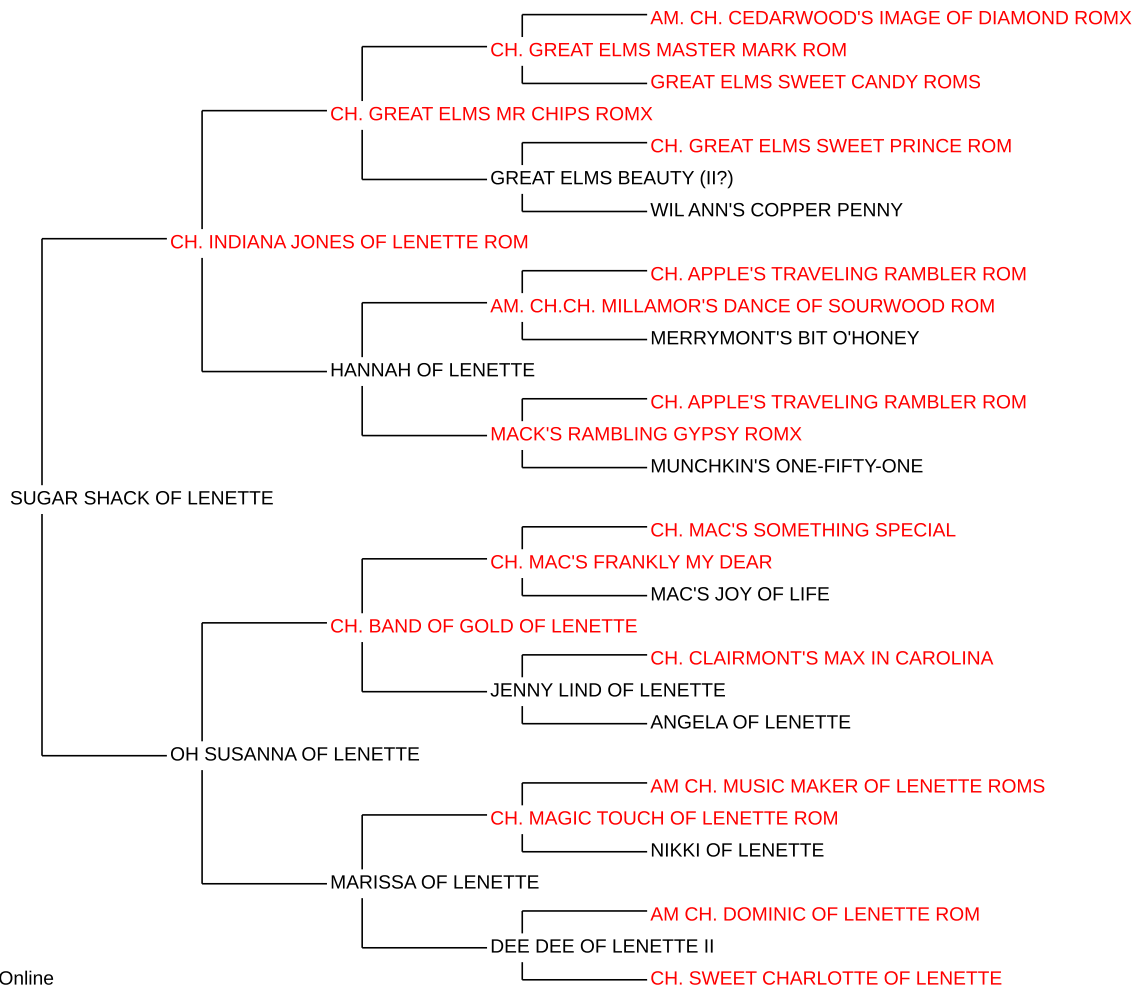 AM. CH. CEDARWOOD'S IMAGE OF DIAMOND ROMX
CH. GREAT ELMS MASTER MARK ROM
GREAT ELMS SWEET CANDY ROMS
CH. GREAT ELMS MR CHIPS ROMX
CH. GREAT ELMS SWEET PRINCE ROM
GREAT ELMS BEAUTY (II?)
WIL ANN'S COPPER PENNY
CH. INDIANA JONES OF LENETTE ROM
CH. APPLE'S TRAVELING RAMBLER ROM
AM. CH.CH. MILLAMOR'S DANCE OF SOURWOOD ROM
MERRYMONT'S BIT O'HONEY
HANNAH OF LENETTE
CH. APPLE'S TRAVELING RAMBLER ROM
MACK'S RAMBLING GYPSY ROMX
MUNCHKIN'S ONE-FIFTY-ONE
SUGAR SHACK OF LENETTE
CH. MAC'S SOMETHING SPECIAL
CH. MAC'S FRANKLY MY DEAR
MAC'S JOY OF LIFE
CH. BAND OF GOLD OF LENETTE
CH. CLAIRMONT'S MAX IN CAROLINA
JENNY LIND OF LENETTE
ANGELA OF LENETTE
OH SUSANNA OF LENETTE
AM CH. MUSIC MAKER OF LENETTE ROMS
CH. MAGIC TOUCH OF LENETTE ROM
NIKKI OF LENETTE
MARISSA OF LENETTE
AM CH. DOMINIC OF LENETTE ROM
DEE DEE OF LENETTE II
CH. SWEET CHARLOTTE OF LENETTE
Online